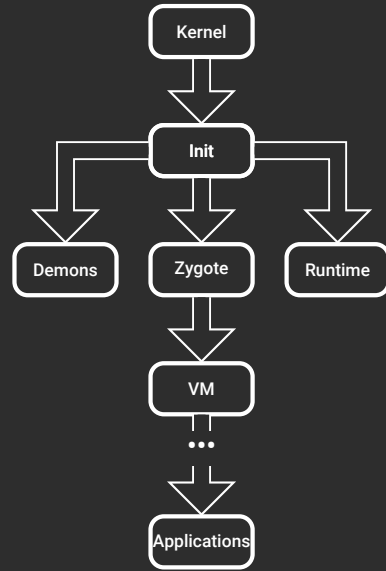 Kernel
Init
Demons
Zygote
Runtime
VM
...
Applications